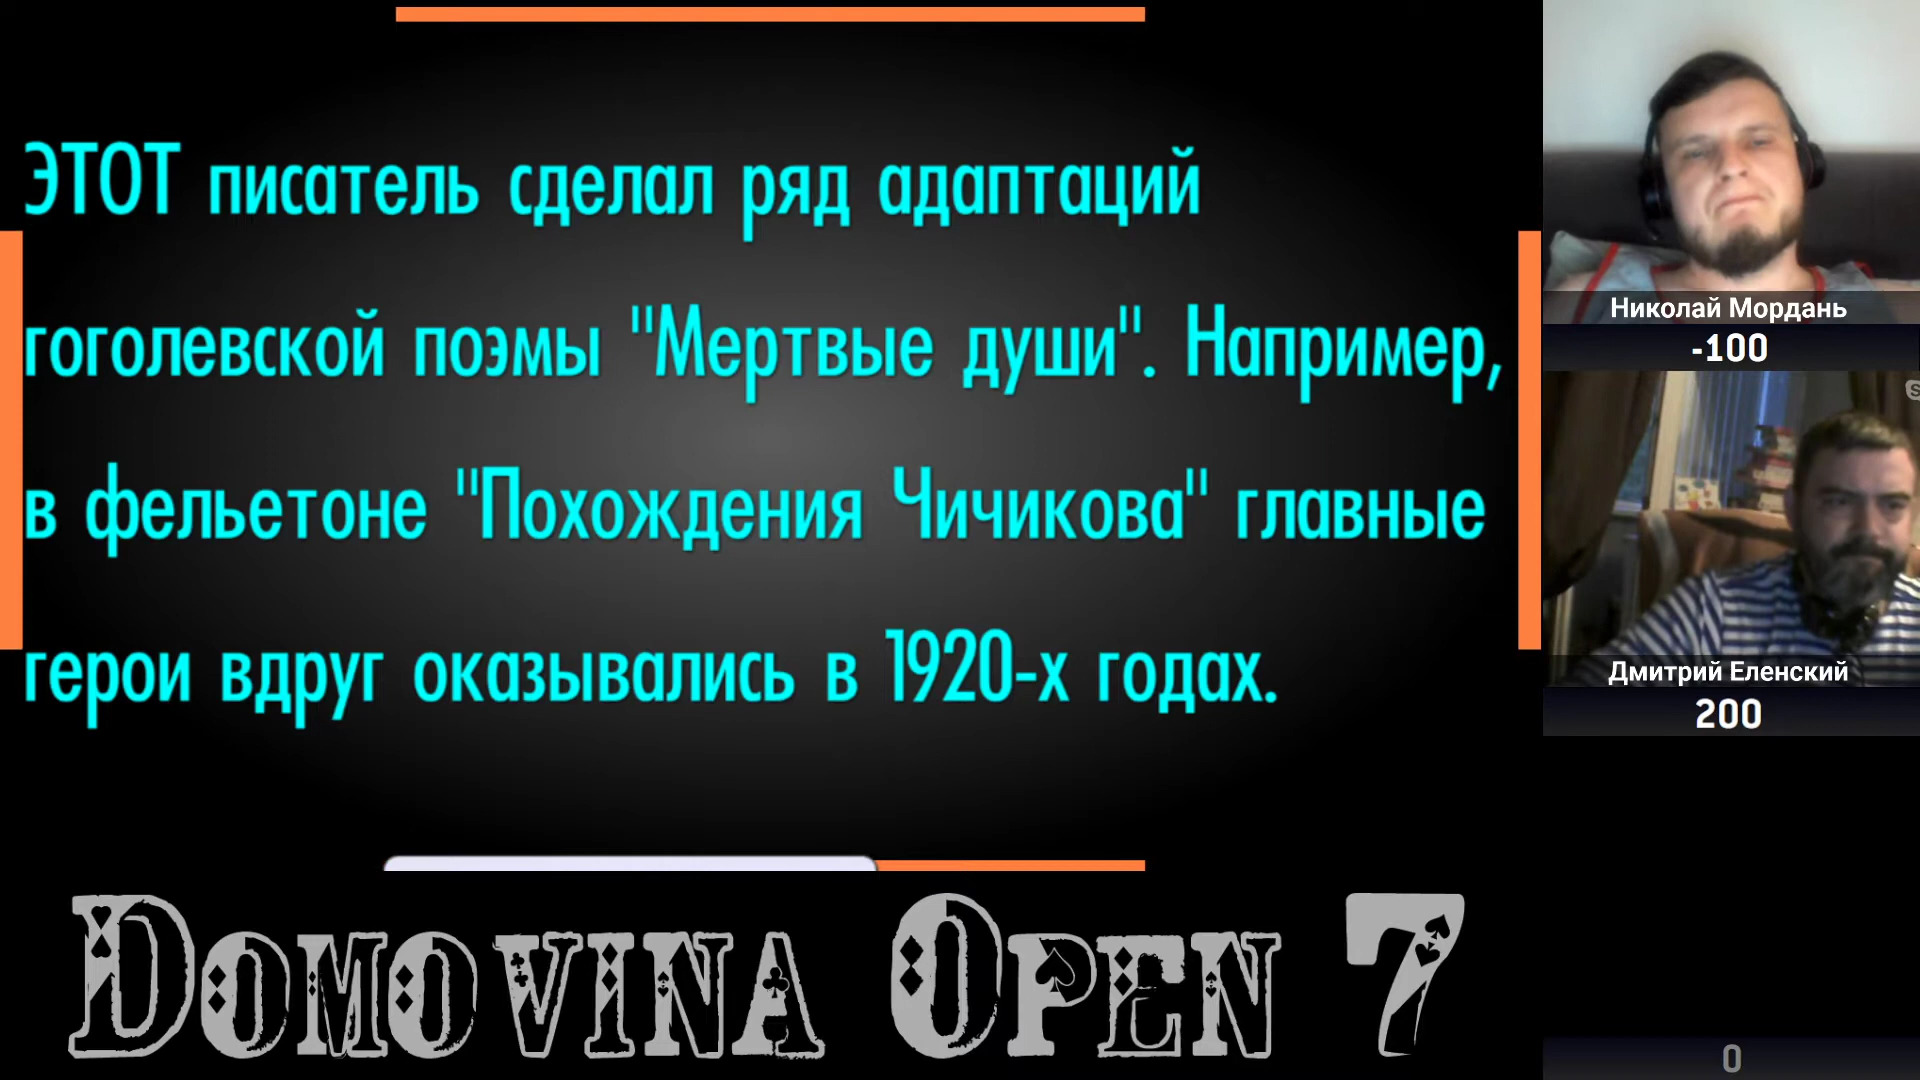 ЭТОТ писатель сделал ряд адаптаций
гоголевской поэмы "Мертвые души". Например,
в фельетоне "Похождения Чичикова" главные
герои вдруг оказывались в 1920-х годах.
Николай Мордань
-100
Дмитрий Еленский
200
0
DOMOVINA OPEN 7